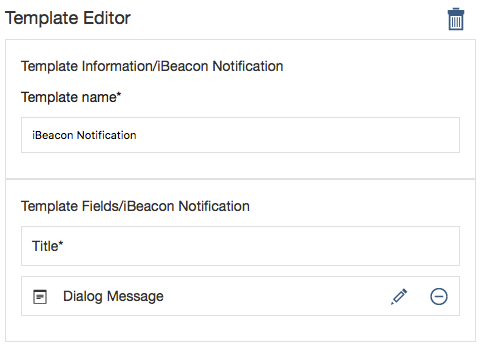 Template Editor
Template Information/iBeacon Notification
Template name*
iBeacon Notification
Template Fields/iBeacon Notification
Title*
Dialog Message